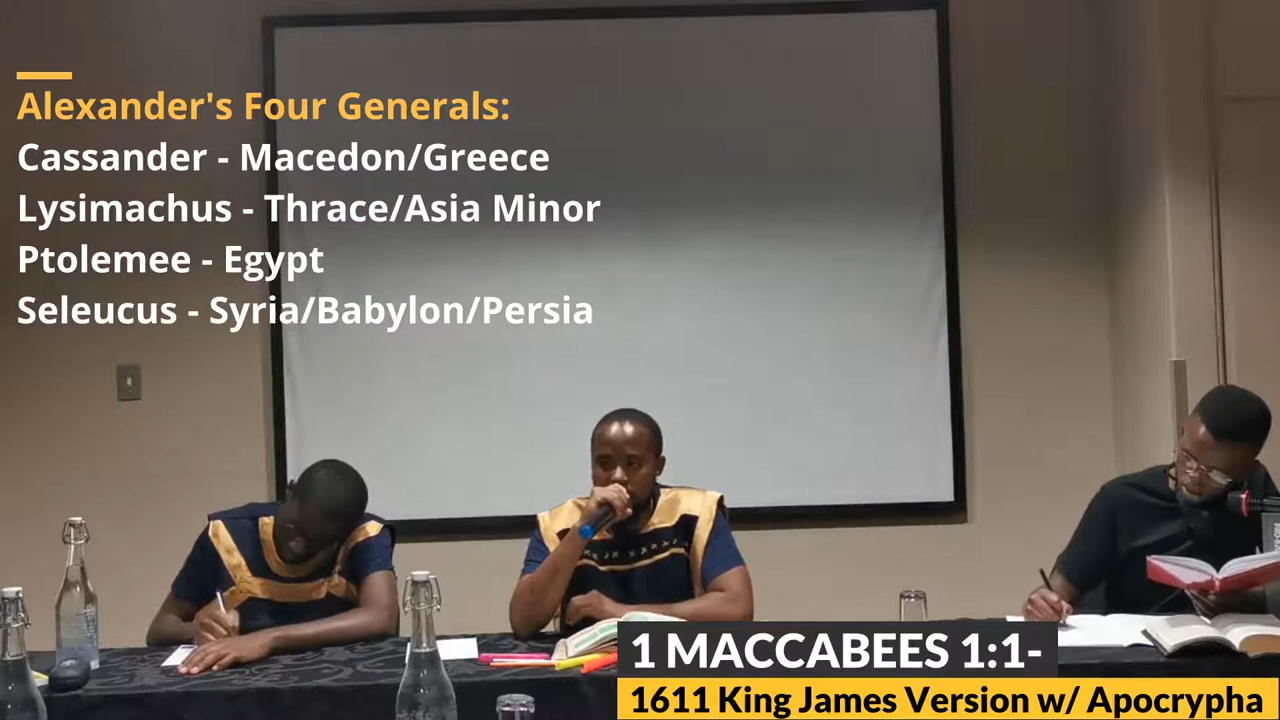 Alexander's Four Generals:
Cassander - Macedon/Greece
Lysimachus - Thrace/Asia Minor
Ptolemee - Egypt
Seleucus - Syria/Babylon/Persia
1 MACCABEES 1:1-
1611 King James Version w/ Apocrypha